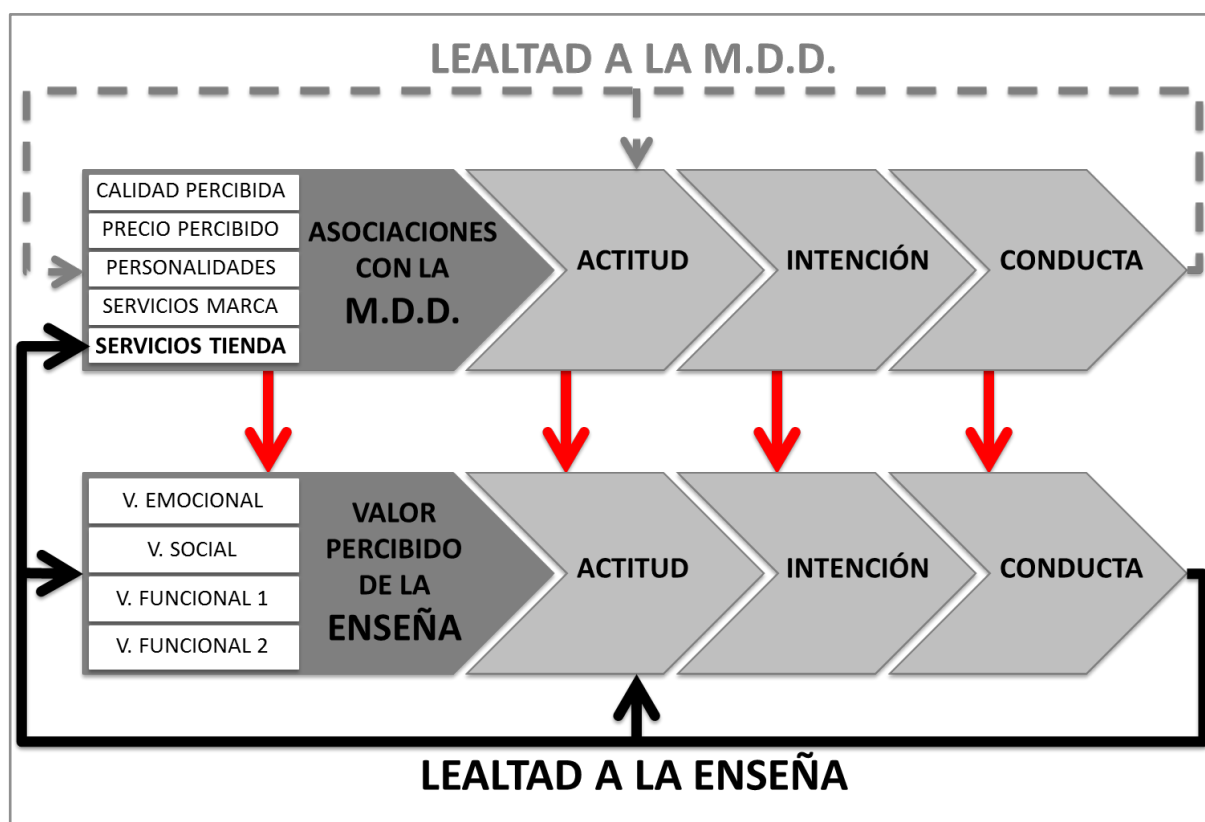 LEALTAD A LA M.D.D.
CALIDAD PERCIBIDA
PRECIO PERCIBIDO
PERSONALIDADES
SERVICIOS MARCA
SERVICIOS TIENDA
ASOCIACIONES
CON LA
M.D.D.
ACTITUD
INTENCIÓN
CONDUCTA
V. EMOCIONAL
V. SOCIAL
V. FUNCIONAL 1
V. FUNCIONAL 2
VALOR
PERCIBIDO
DE LA
ENSEÑA
ACTITUD
INTENCIÓN
CONDUCTA
LEALTAD A LA ENSEÑA